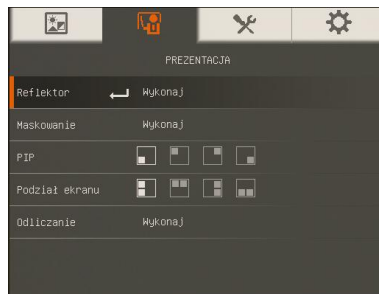 PREZENTACJA
Reflektor Wykonaj
Maskowanie Wykonaj
PIP
Podział ekranu
Odliczanie Wykonaj